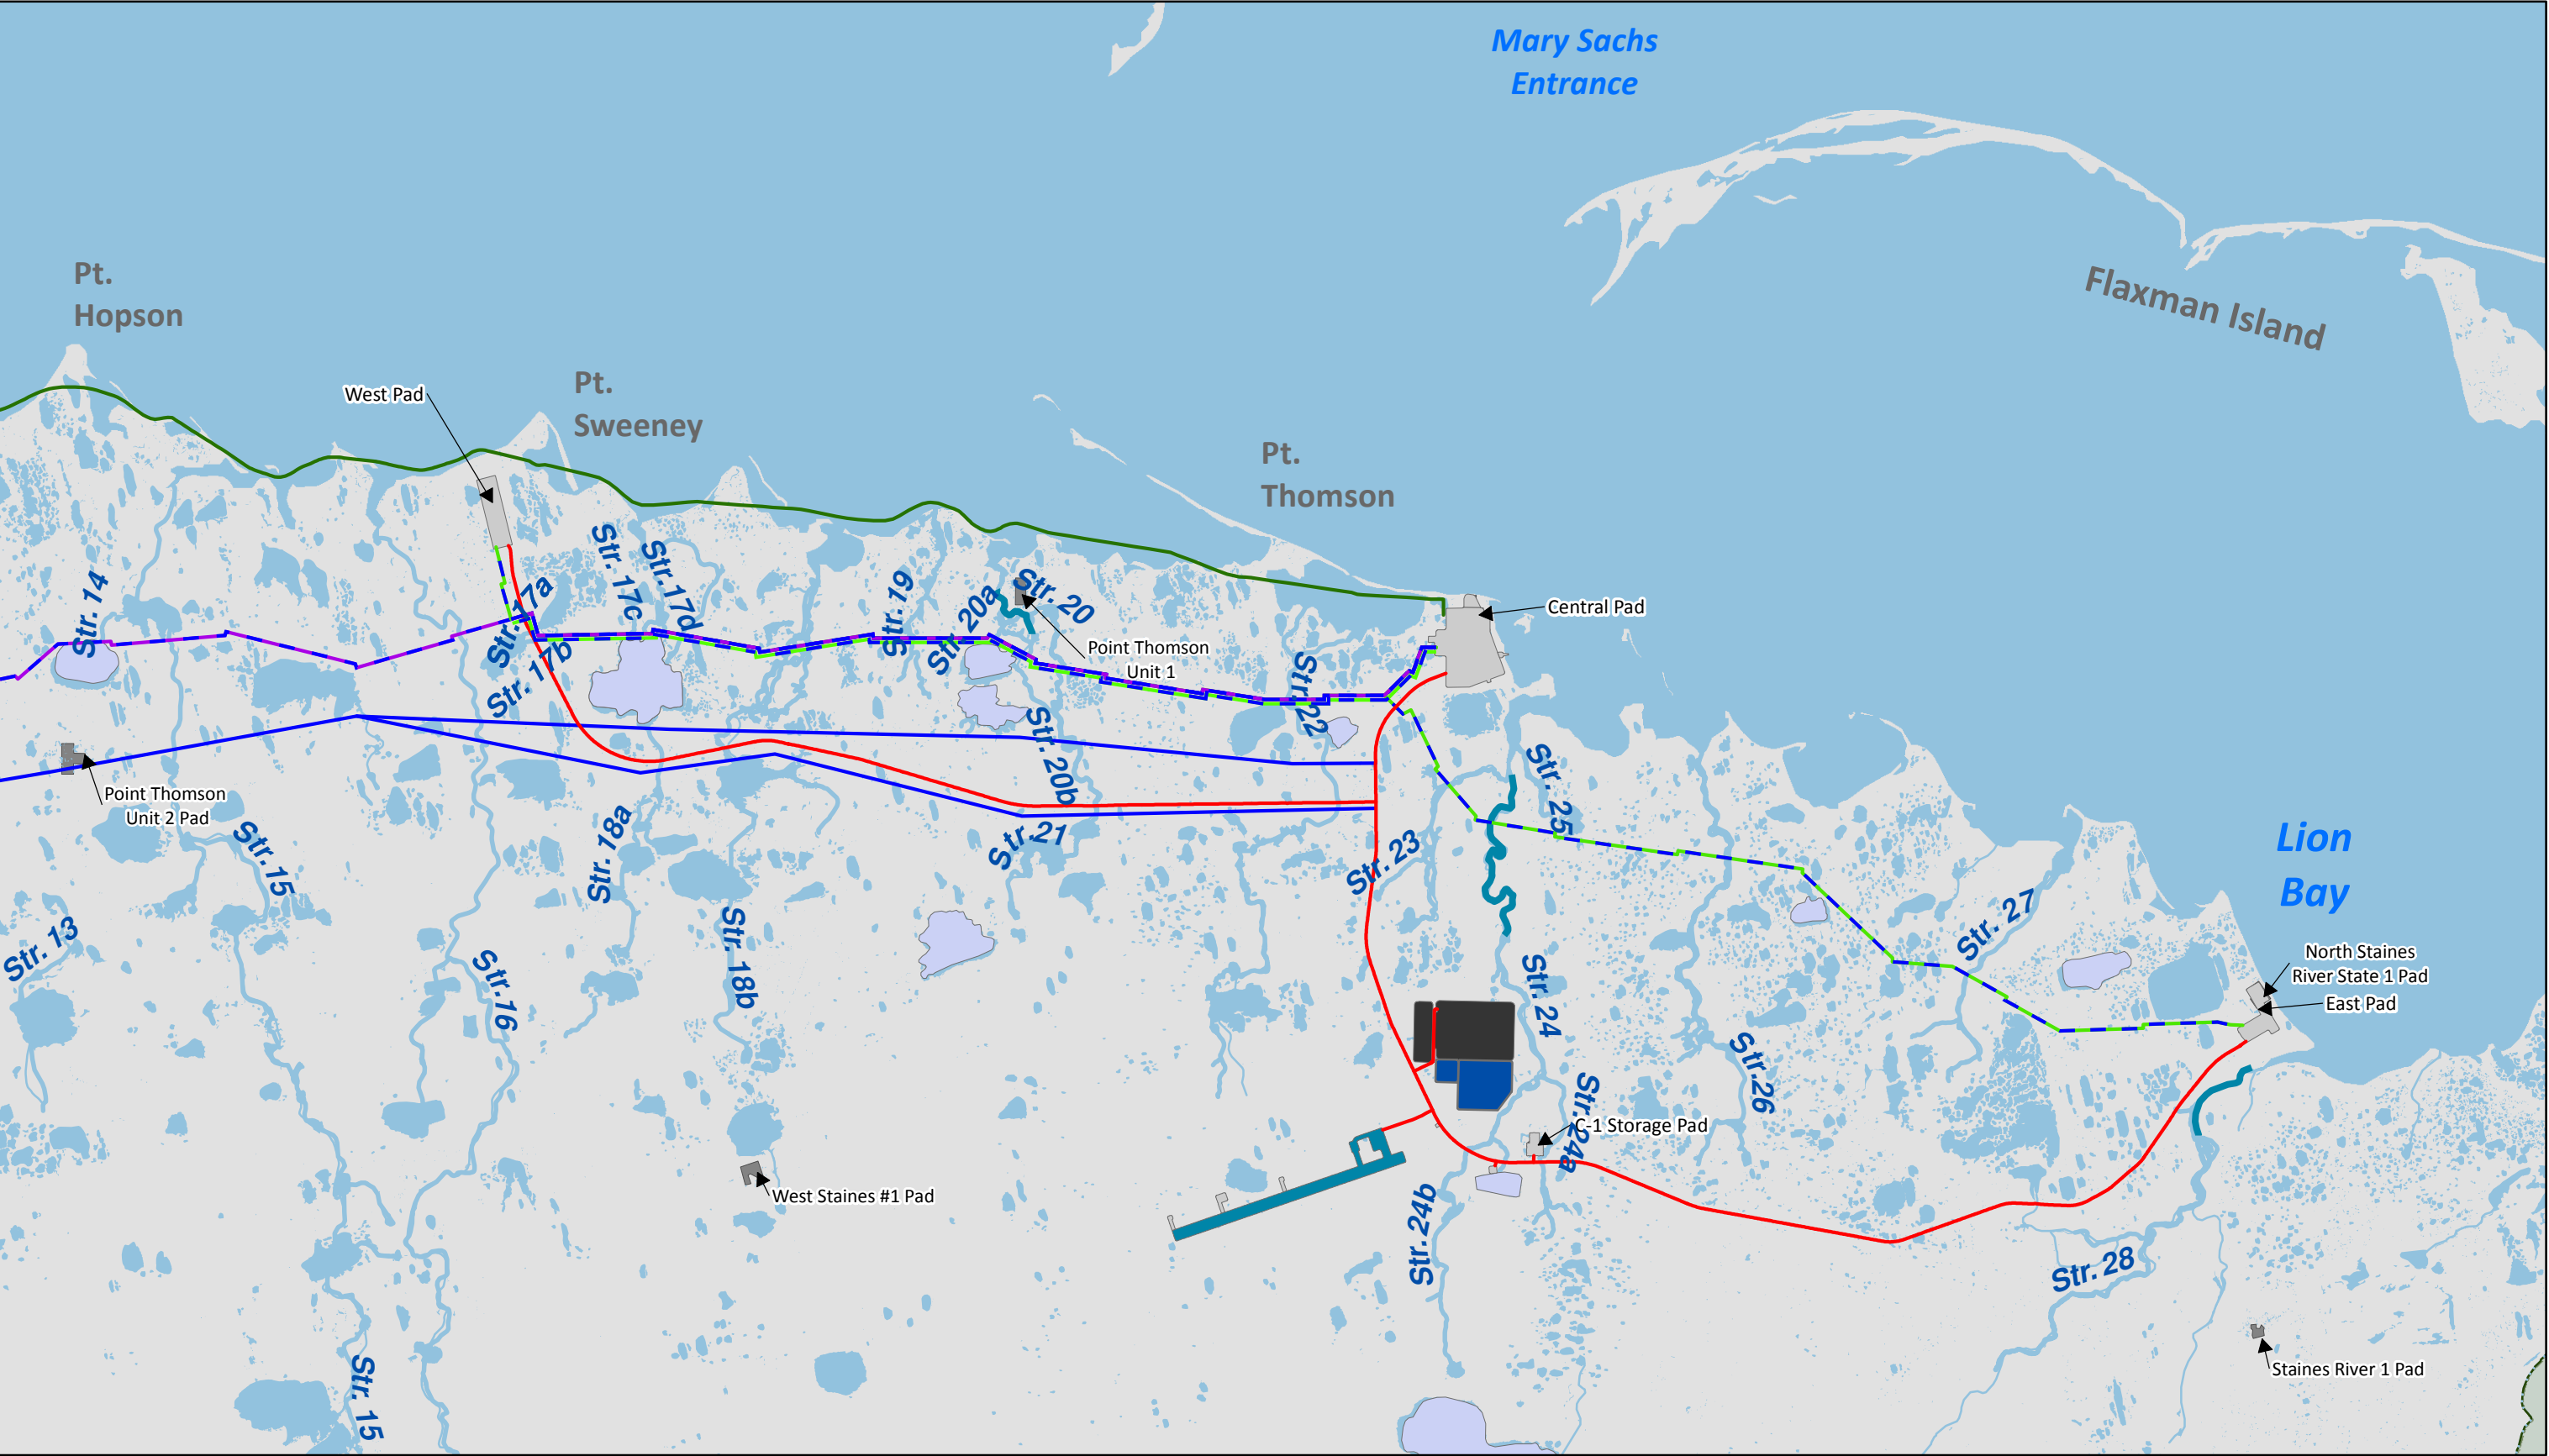 Mary Sachs
Entrance
Pt.
Hopson
Flaxman Island
West Pad
Pt.
Sweeney
Pt.
Thomson
Str. 14
Str. 17a
Str. 17b
Str. 17c
Str.17d
Str. 19
Str. 20a
Str. 20
Point Thomson
Unit 1
Central Pad
Str. 22
Str. 20b
Point Thomson
Unit 2 Pad
Str. 15
Str. 18a
Str. 21
Str. 23
Str. 25
Lion
Bay
Str. 13
Str.16
Str. 18b
Str. 24
Str. 27
North Staines
River State 1 Pad
East Pad
Str.26
Str. 24a
C-1 Storage Pad
West Staines #1 Pad
Str. 24b
Str. 28
Str. 15
Staines River 1 Pad